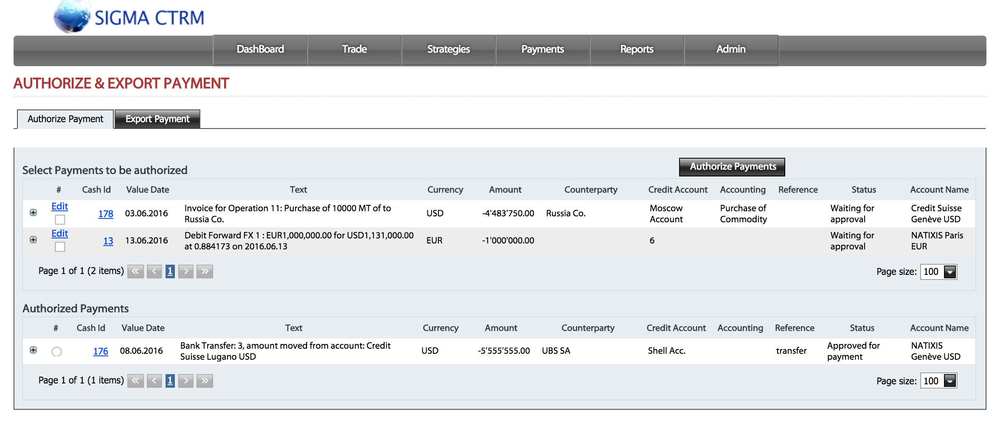 SIGMA CTRM
DashBoard Trade Strategies Payments Reports Admin
AUTHORIZE & EXPORT PAYMENT
Authorize Payment Export Payment
Authorize Payments
Select Payments to be authorized
# Cash Id Value Date Text Currency Amount Counterparty Credit Account Accounting Reference Status Account Name
Edit
178 03.06.2016 Invoice for Operation 11: Purchase of 10000 MT of to USD -4'483'750.00 Russia Co. Moscow Purchase of Waiting for Credit Suisse
Russia Co. Account Commodity approval Genève USD
Edit
13 13.06.2016 Debit Forward FX 1 : EUR1,000,000.00 for USD1,131,000.00 EUR -1'000'000.00 6 Waiting for NATIXIS Paris
at 0.884173 on 2016.06.13 approval EUR
Page 1 of 1 (2 items) « < 1 > » Page size: 100
Authorized Payments
# Cash Id Value Date Text Currency Amount Counterparty Credit Account Accounting Reference Status Account Name
176 08.06.2016 Bank Transfer: 3, amount moved from account: Credit USD -5'555'555.00 UBS SA Shell Acc. transfer Approved for NATIXIS
Suisse Lugano USD payment Genève USD
Page 1 of 1 (1 items) « < 1 > » Page size: 100